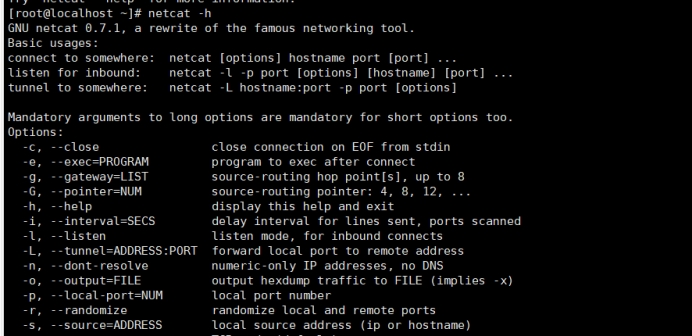 Try `netcat --help' for more information.
[root@localhost ~]# netcat -h
GNU netcat 0.7.1, a rewrite of the famous networking tool.
Basic usages:
connect to somewhere:  netcat [options] hostname port [port] ...
listen for inbound:    netcat -l -p port [options] [hostname] [port] ...
tunnel to somewhere:   netcat -L hostname:port -p port [options]

Mandatory arguments to long options are mandatory for short options too.
Options:
  -c, --close                close connection on EOF from stdin
  -e, --exec=PROGRAM         program to exec after connect
  -g, --gateway=LIST         source-routing hop point[s], up to 8
  -G, --pointer=NUM          source-routing pointer: 4, 8, 12, ...
  -h, --help                 display this help and exit
  -i, --interval=SECS        delay interval for lines sent, ports scanned
  -l, --listen               listen mode, for inbound connects
  -L, --tunnel=ADDRESS:PORT  forward local port to remote address
  -n, --dont-resolve         numeric-only IP addresses, no DNS
  -o, --output=FILE          output hexdump traffic to FILE (implies -x)
  -p, --local-port=NUM       local port number
  -r, --randomize            randomize local and remote ports
  -s, --source=ADDRESS       local source address (ip or hostname)